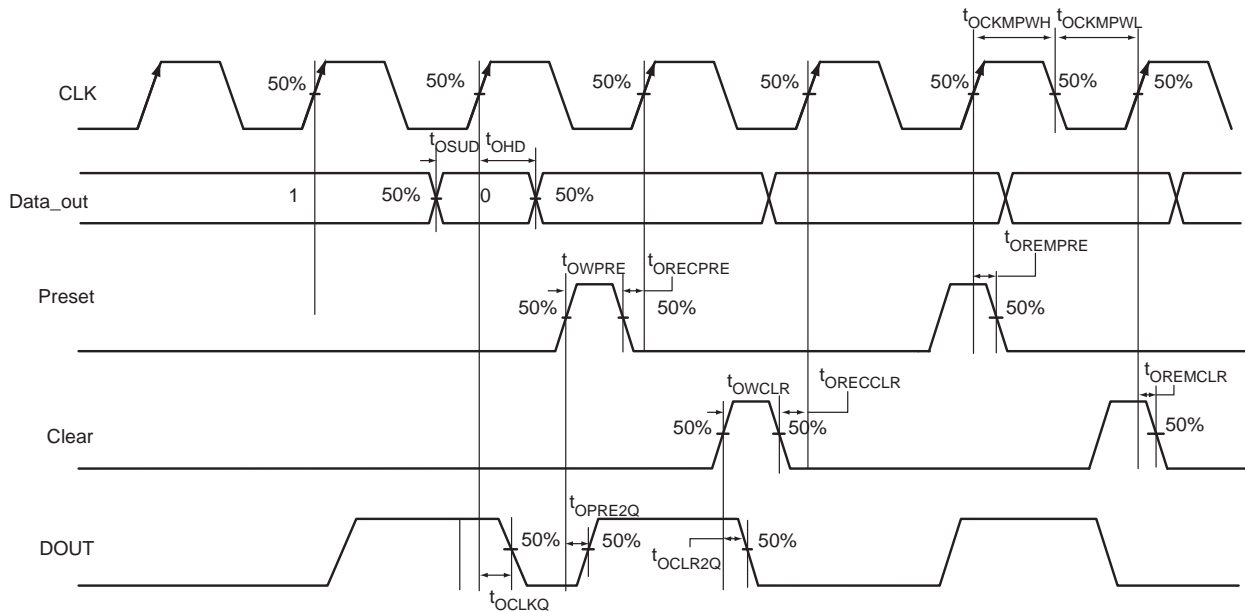 tOCKMPWH tOCKMPWL
CLK 50% 50% 50% 50% 50% 50% 50%
tOSUD tOHD
Data_out 1 50% 0 50%
tOREMPRE
tOWPRE tORECPRE
Preset 50% 50% 50%
tOWCLR tORECCLR tOREMCLR
Clear 50% 50% 50%
tOPRE2Q
DOUT 50% 50% tOCLR2Q 50%
tOCLKQ